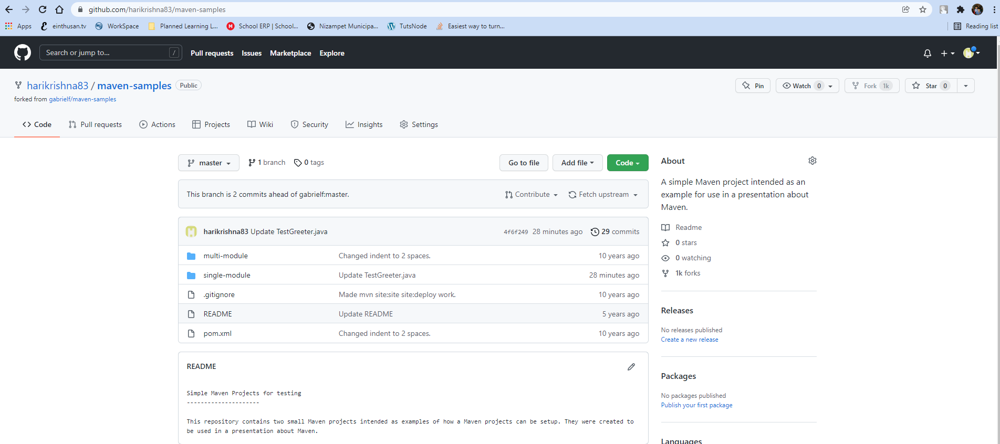 github.com/harikrishna83/maven-samples
Apps einthusan.tv WorkSpace Planned Learning L... School ERP | School... Nizampet Municipa... TutsNode Easiest way to turn... Reading list
Search or jump to... / Pull requests Issues Marketplace Explore
harikrishna83 / maven-samples Public Pin Watch 0 Fork 1k Star 0
forked from gabrielf/maven-samples
Code Pull requests Actions Projects Wiki Security Insights Settings
master 1 branch 0 tags Go to file Add file Code
This branch is 2 commits ahead of gabrielf:master. Contribute Fetch upstream
harikrishna83 Update TestGreeter.java 4f6f249 28 minutes ago 29 commits
multi-module Changed indent to 2 spaces. 10 years ago
single-module Update TestGreeter.java 28 minutes ago
.gitignore Made mvn site:site site:deploy work. 10 years ago
README Update README 5 years ago
pom.xml Changed indent to 2 spaces. 10 years ago
README
Simple Maven Projects for testing
---------------------
This repository contains two small Maven projects intended as examples of how a Maven projects can be setup. They were created to
be used in a presentation about Maven.
About
A simple Maven project intended as an
example for use in a presentation about
Maven.
Readme
0 stars
0 watching
1k forks
Releases
No releases published
Create a new release
Packages
No packages published
Publish your first package
Languages